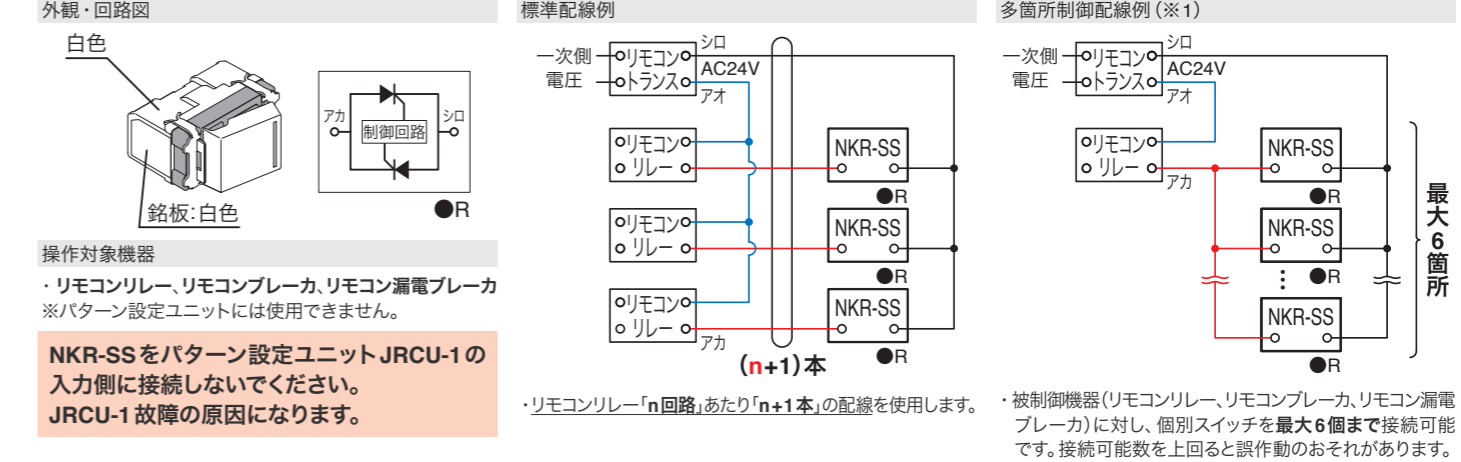 外観・回路図
白色
銘板:白色
アカ
制御回路
シロ
●R
操作対象機器
・リモコンリレー、リモコンブレーカ、リモコン漏電ブレーカ
※パターン設定ユニットには使用できません。
NKR-SSをパターン設定ユニットJRCU-1の
入力側に接続しないでください。
JRCU-1故障の原因になります。
標準配線例
一次側
電圧
リモコン
トランス
シロ
AC24V
アオ
リモコン
リレー
NKR-SS
●R
リモコン
リレー
NKR-SS
●R
リモコン
リレー
アカ
NKR-SS
●R
(n+1)本
・リモコンリレー「n回路」あたり「n+1本」の配線を使用します。
多箇所制御配線例(※1)
一次側
電圧
リモコン
トランス
シロ
AC24V
アオ
リモコン
リレー
アカ
NKR-SS
●R
NKR-SS
●R
NKR-SS
●R
最大6箇所
・被制御機器(リモコンリレー、リモコンブレーカ、リモコン漏電
ブレーカ)に対し、個別スイッチを最大6個まで接続可能
です。接続可能数を上回ると誤作動のおそれがあります。